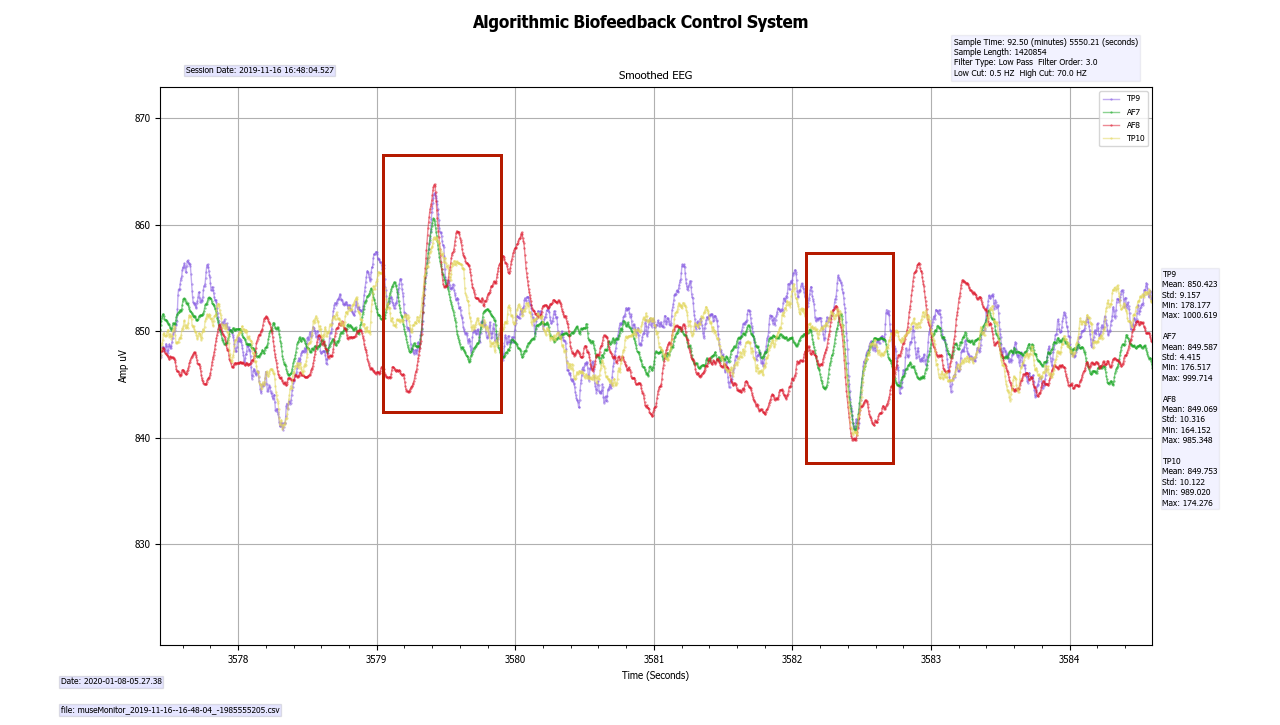 Algorithmic Biofeedback Control System
Sample Time: 92.50 (minutes) 5550.21 (seconds)
Sample Length: 1420854
Filter Type: Low Pass  Filter Order: 3.0
Low Cut: 0.5 HZ  High Cut: 70.0 HZ
Session Date: 2019-11-16 16:48:04.527
Smoothed EEG
TP9
AF7
AF8
TP10
870
860
850
840
830
Amp uV
3578
3579
3580
3581
3582
3583
3584
Time (Seconds)
TP9
Mean: 850.423
Std: 9.157
Min: 178.177
Max: 1000.619
AF7
Mean: 849.587
Std: 4.415
Min: 176.517
Max: 999.714
AF8
Mean: 849.069
Std: 10.316
Min: 164.152
Max: 985.348
TP10
Mean: 849.753
Std: 10.122
Min: 989.020
Max: 174.276
Date: 2020-01-08-05.27.38
file: museMonitor_2019-11-16--16-48-04_-1985555205.csv